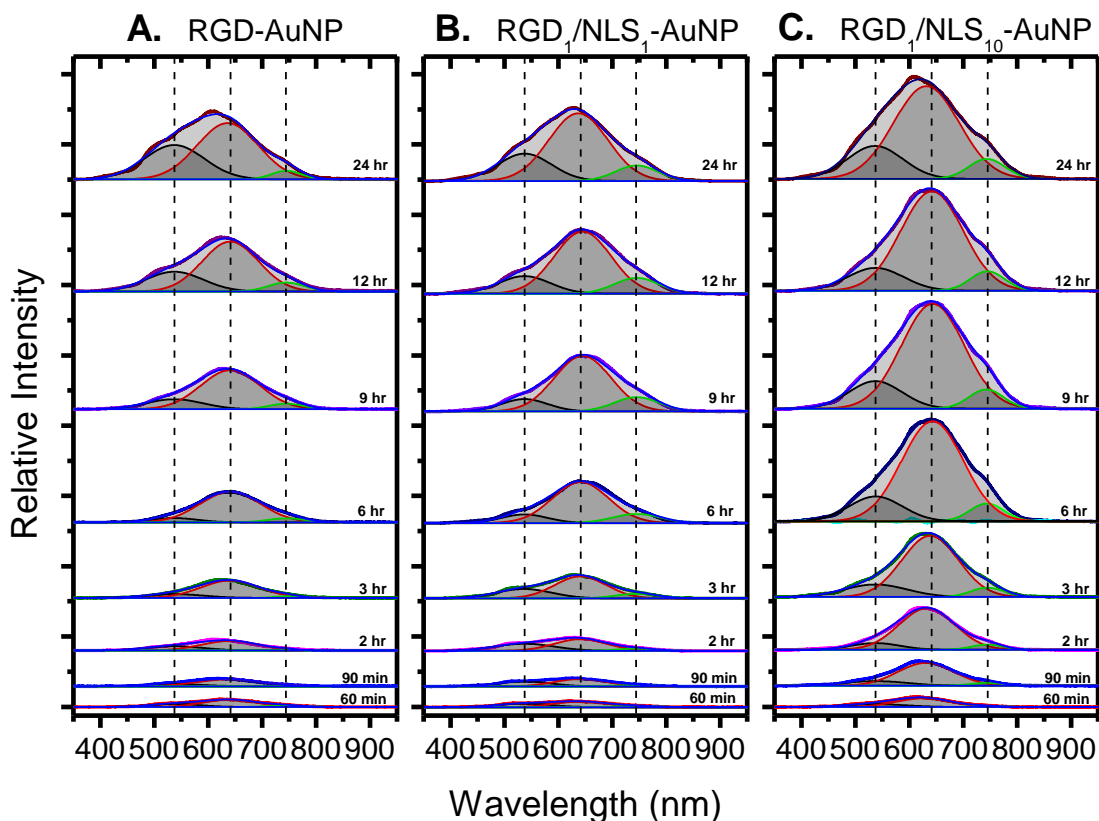 A. RGD-AuNP
B. RGD₁/NLS₁-AuNP
C. RGD₁/NLS₁₀-AuNP
Relative Intensity
24 hr
12 hr
9 hr
6 hr
3 hr
2 hr
90 min
60 min
24 hr
12 hr
9 hr
6 hr
3 hr
2 hr
90 min
60 min
24 hr
12 hr
9 hr
6 hr
3 hr
2 hr
90 min
60 min
400 500 600 700 800 900
400 500 600 700 800 900
400 500 600 700 800 900
Wavelength (nm)